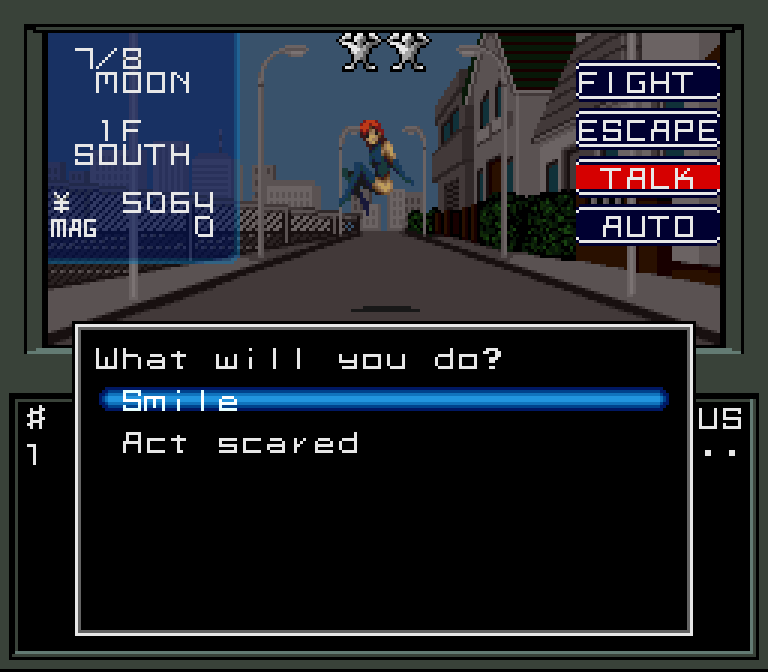 7/8
MOON
1F
SOUTH
¥ 5064
MAG 0
FIGHT
ESCAPE
TALK
AUTO
What will you do?
Smile
Act scared
#
US
1
..